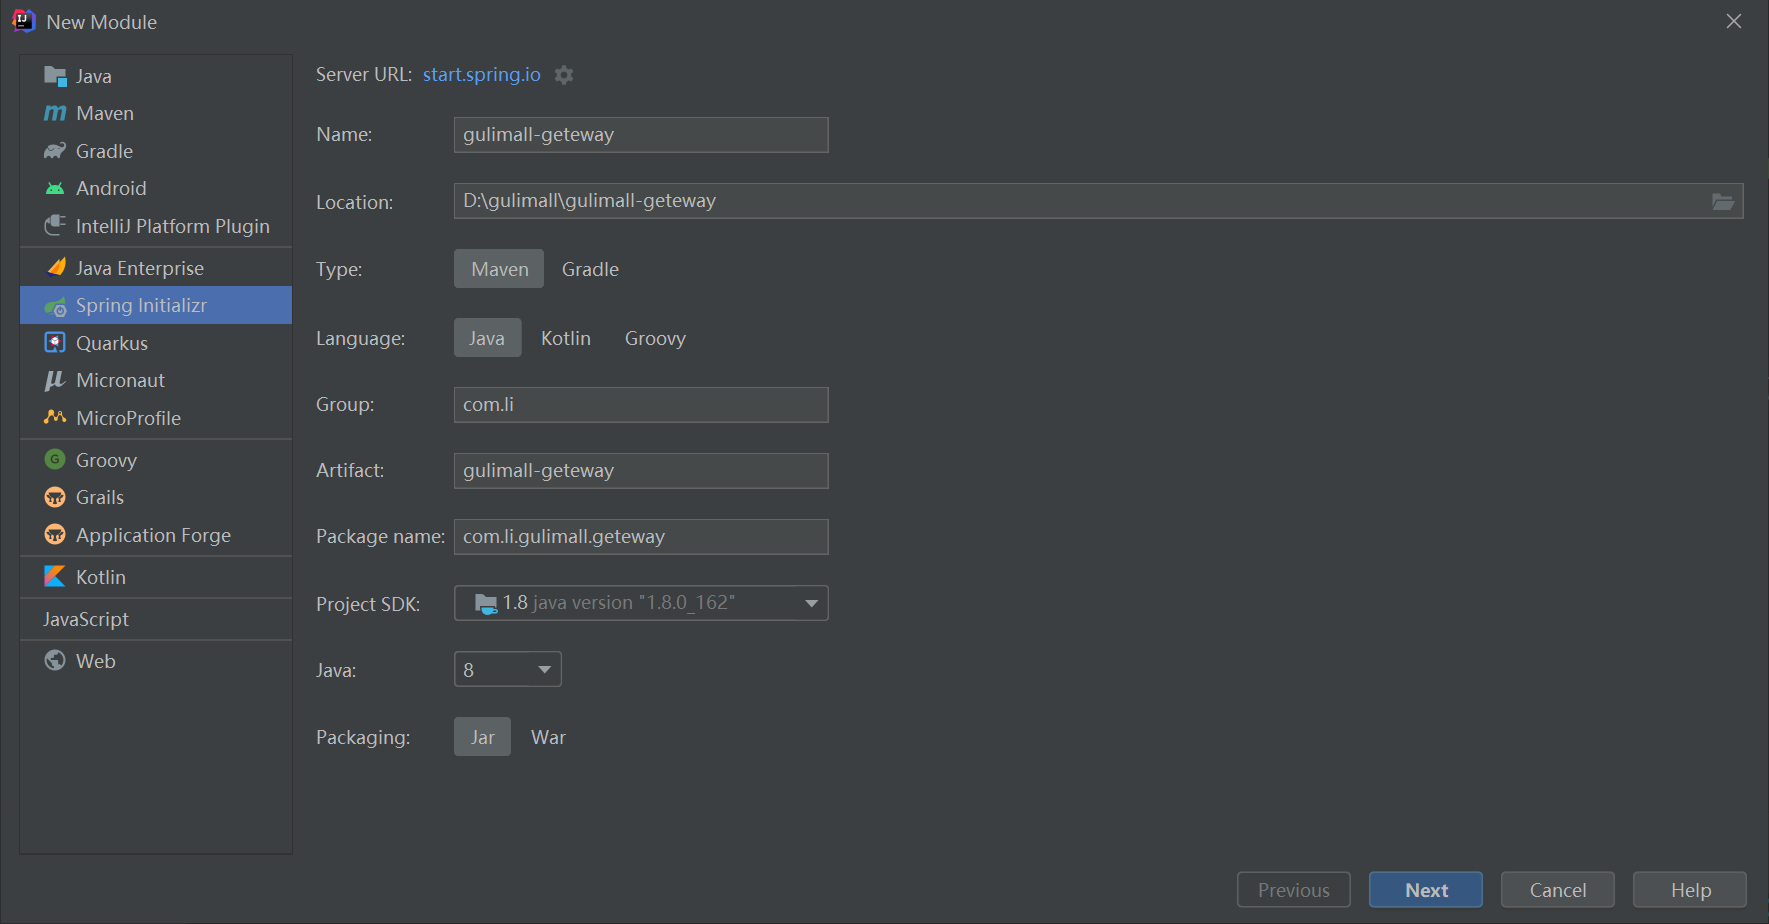 New Module
Java
Maven
Gradle
Android
IntelliJ Platform Plugin
Java Enterprise
Spring Initializr
Quarkus
Micronaut
MicroProfile
Groovy
Grails
Application Forge
Kotlin
JavaScript
Web
Server URL: start.spring.io
Name: gulimall-geteway
Location: D:\gulimall\gulimall-geteway
Type: Maven Gradle
Language: Java Kotlin Groovy
Group: com.li
Artifact: gulimall-geteway
Package name: com.li.gulimall.geteway
Project SDK: 1.8 java version "1.8.0_162"
Java: 8
Packaging: Jar War
Previous Next Cancel Help